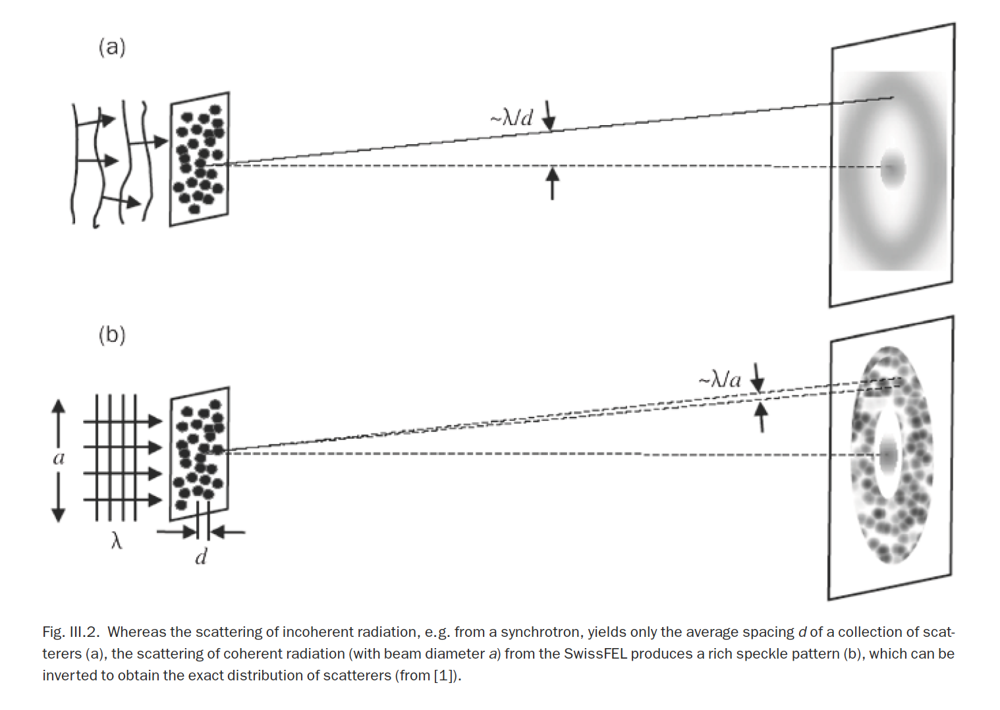 (a)
~λ/d
(b)
~λ/a
a
λ
d
Fig. III.2. Whereas the scattering of incoherent radiation, e.g. from a synchrotron, yields only the average spacing d of a collection of scat-
terers (a), the scattering of coherent radiation (with beam diameter a) from the SwissFEL produces a rich speckle pattern (b), which can be
inverted to obtain the exact distribution of scatterers (from [1]).